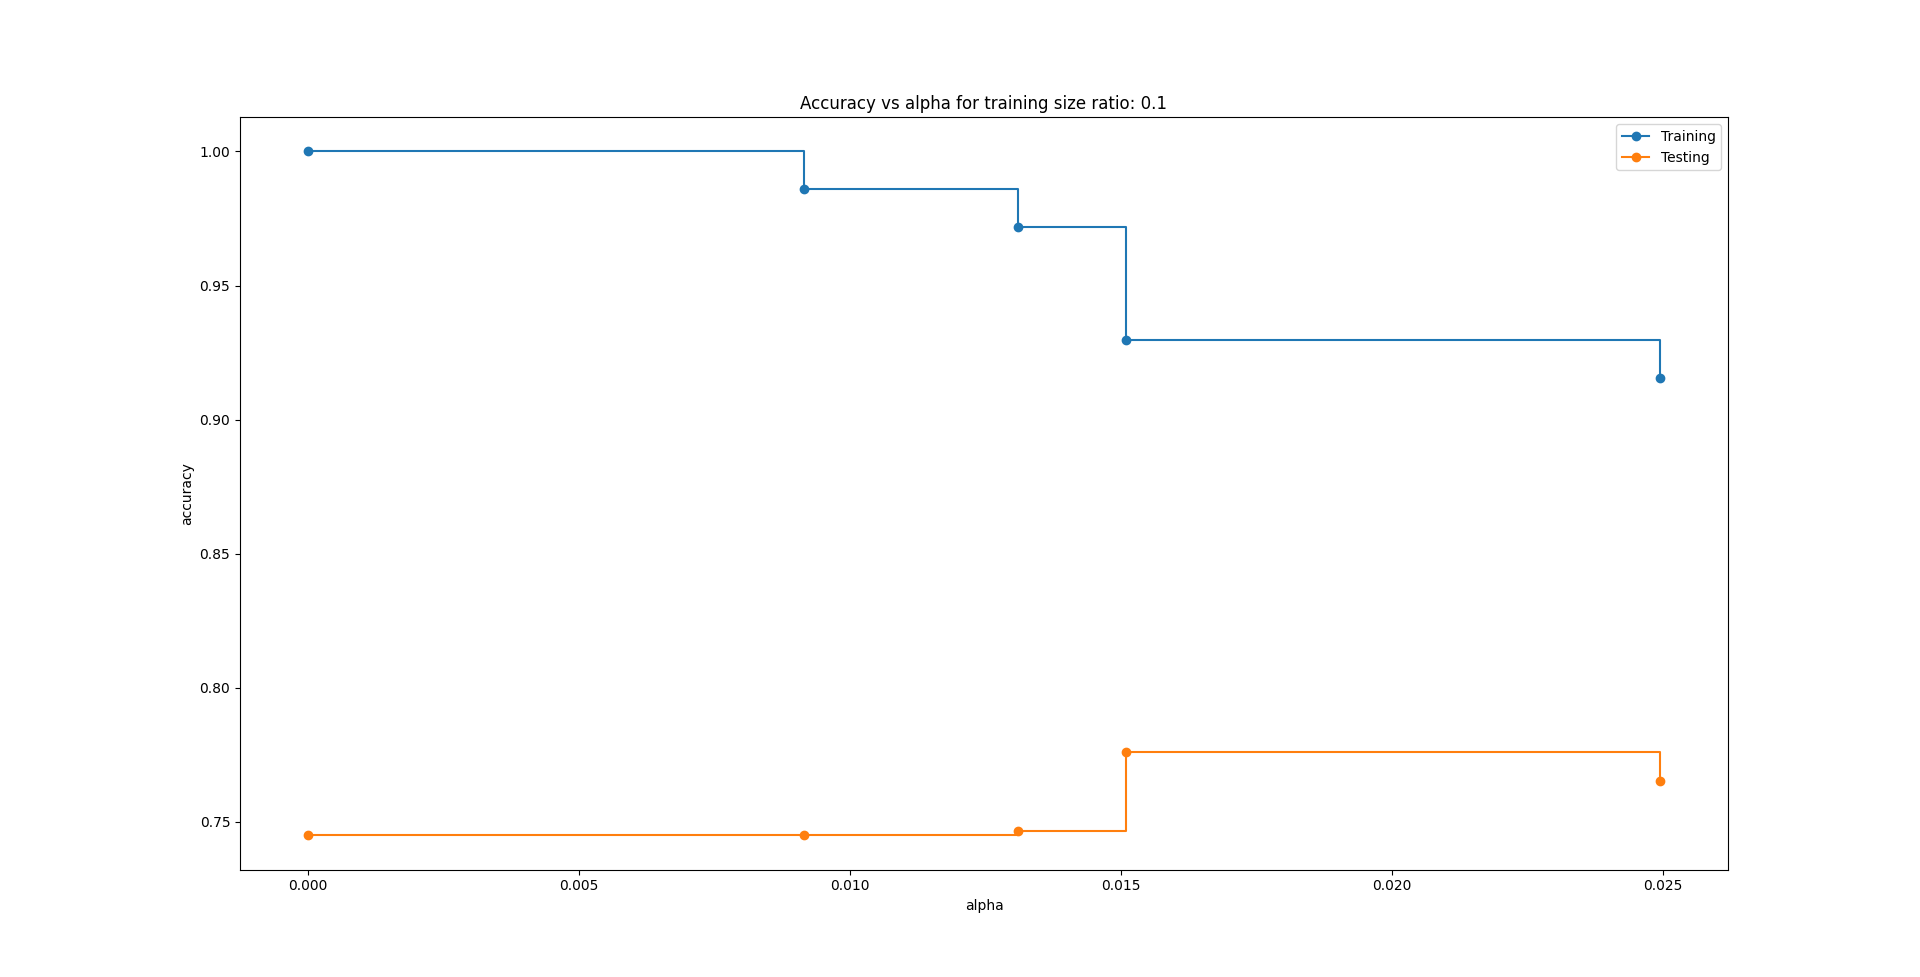 Accuracy vs alpha for training size ratio: 0.1
Training
Testing
1.00
0.95
0.90
0.85
0.80
0.75
accuracy
0.000 0.005 0.010 0.015 0.020 0.025
alpha